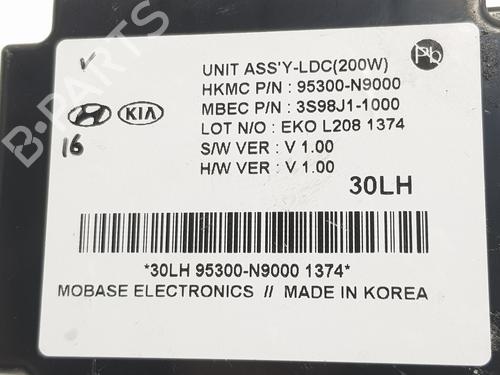 V
UNIT ASS'Y-LDC(200W)
Pb
HKMC P/N : 95300-N9000
KIA
MBEC P/N : 3S98J1-1000
LOT N/O : EKO L208 1374
16
S/W VER : V 1.00
H/W VER : V 1.00
30LH
*30LH 95300-N9000 1374*
MOBASE ELECTRONICS // MADE IN KOREA